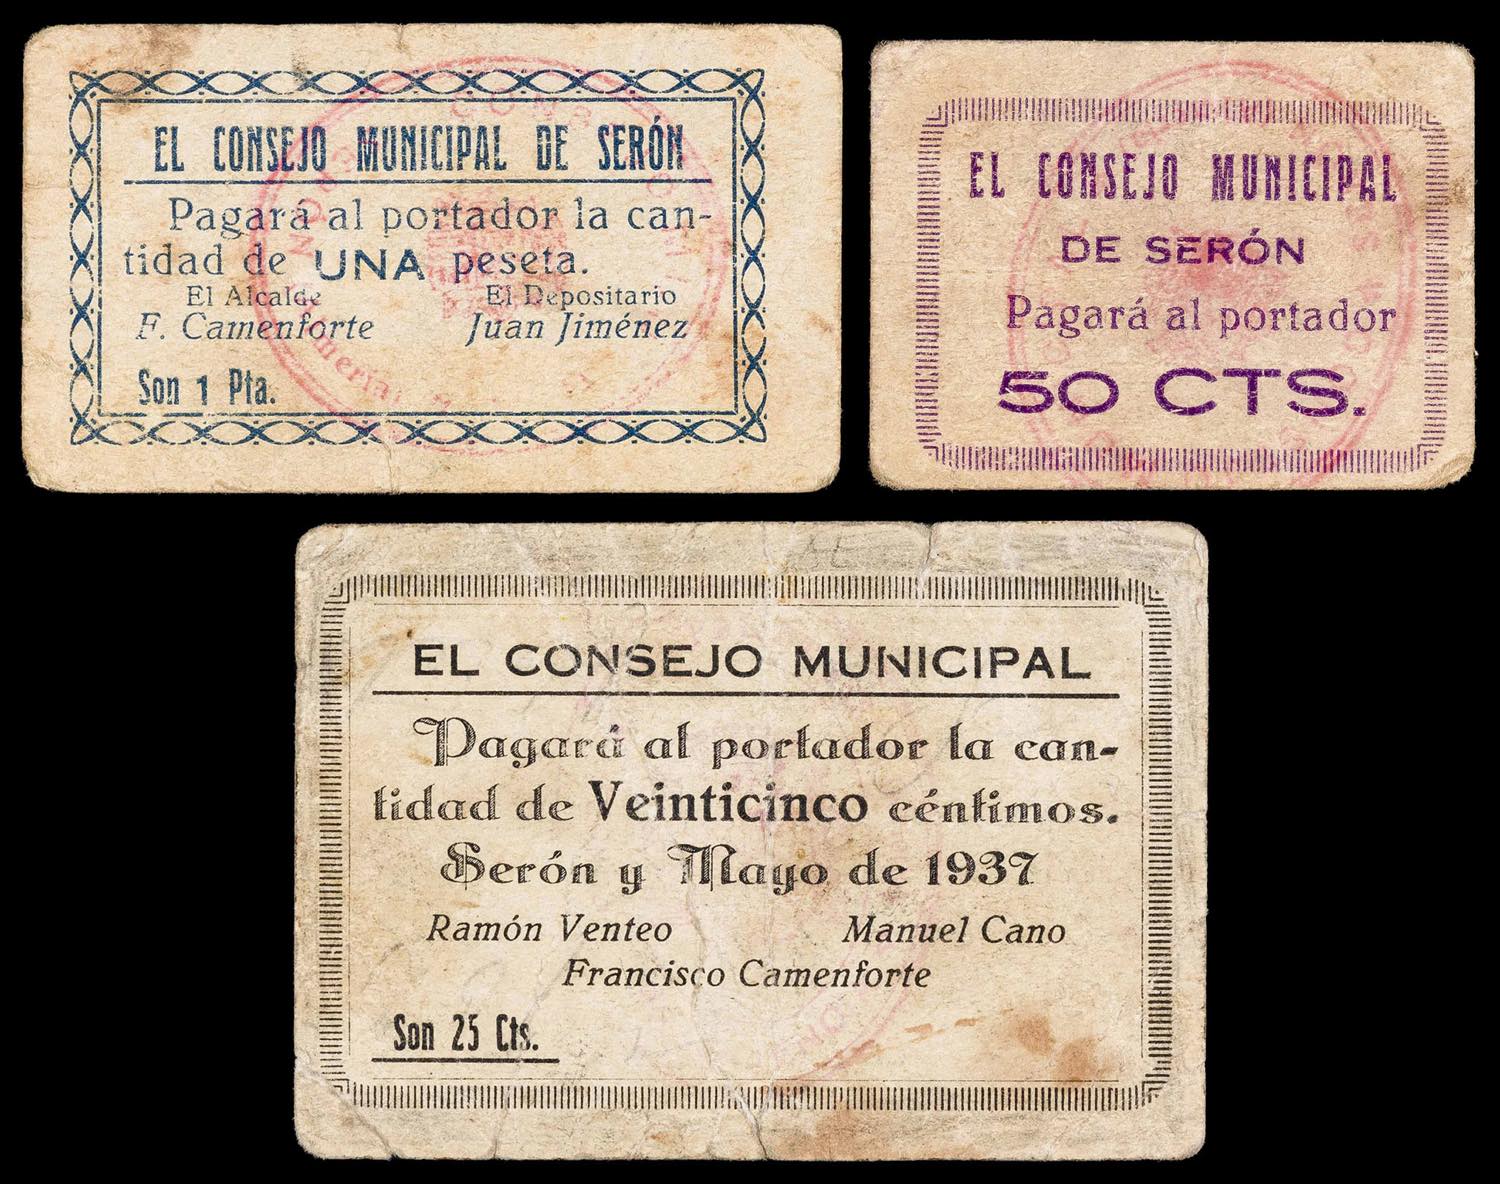 EL CONSEJO MUNICIPAL DE SERÓN
Pagará al portador la can-
tidad de UNA peseta.
El Alcalde El Depositario
F. Camenforte Juan Jiménez
Son 1 Pta.
EL CONSEJO MUNICIPAL
DE SERÓN
Pagará al portador
50 CTS.
EL CONSEJO MUNICIPAL
Pagará al portador la can-
tidad de Veinticinco céntimos.
Serón y Mayo de 1937
Ramón Venteo Manuel Cano
Francisco Camenforte
Son 25 Cts.